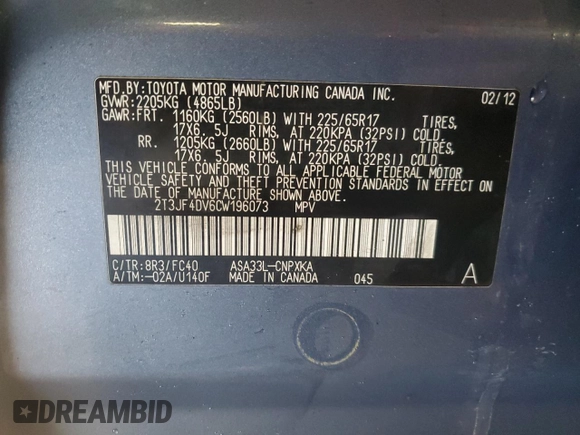 MFD.BY:TOYOTA MOTOR MANUFACTURING CANADA INC. 02/12
GVWR:2205KG (4865LB)
GAWR:FRT. 1160KG (2560LB) WITH 225/65R17 TIRES,
17X6. 5J RIMS, AT 220KPA (32PSI) COLD.
RR. 1205KG (2660LB) WITH 225/65R17 TIRES,
17X6. 5J RIMS, AT 220KPA (32PSI) COLD.
THIS VEHICLE CONFORMS TO ALL APPLICABLE FEDERAL MOTOR
VEHICLE SAFETY AND THEFT PREVENTION STANDARDS IN EFFECT
ON THE DATE OF MANUFACTURE SHOWN ABOVE.
2T3JF4DV6CW196073 MPV
C/TR:8R3/FC40 ASA33L-CNPXKA
A/TM:-02A/U140F MADE IN CANADA 045 A
DREAMBID